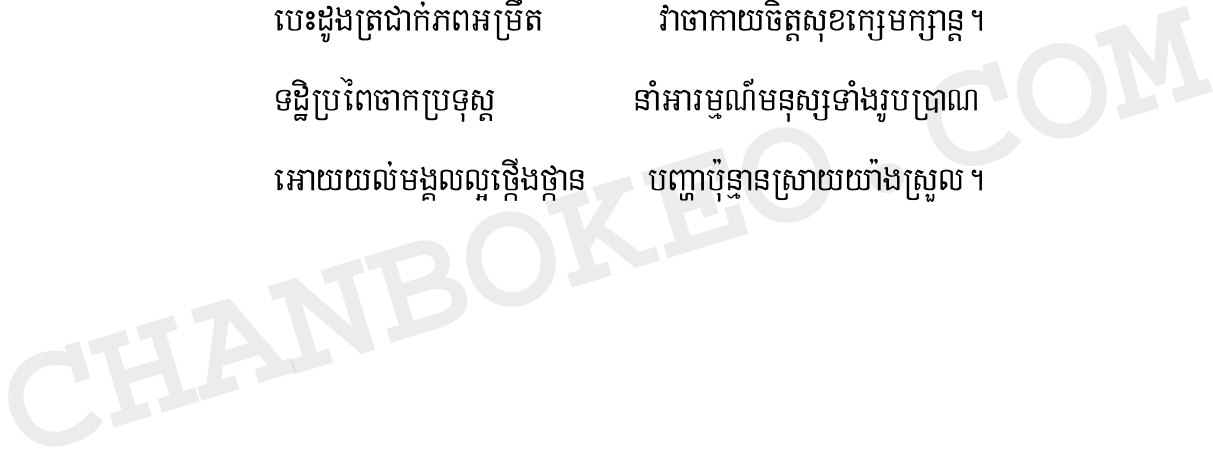 បេះដូងត្រជាក់ភពអម្រឹត វាចាកាយចិត្តសុខក្សេមក្សាន្ត។
ទដ្ឋិប្រពៃចាកប្រទុស្ត នាំអារម្មណ៍មនុស្សទាំងរូបប្រាណ
អោយយល់មង្គលល្អថ្កើងថ្កាន បញ្ហាប៉ុន្មានស្រាយយ៉ាងស្រួល។
CHANBOKEO.COM